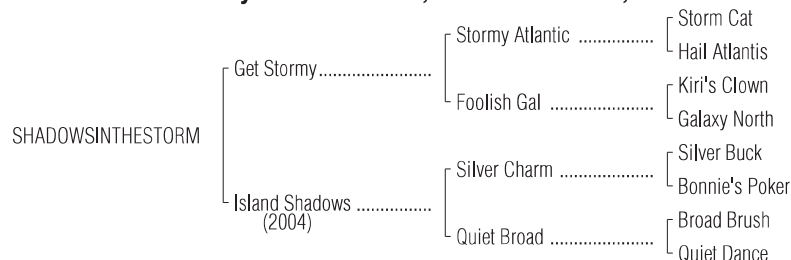 Storm Cat
Stormy Atlantic ....................
Hail Atlantis
Get Stormy......................
Kiri's Clown
Foolish Gal ......................
Galaxy North
SHADOWSINTHESTORM
Silver Buck
Silver Charm ....................
Bonnie's Poker
Island Shadows ...............
(2004)
Broad Brush
Quiet Broad .....................
Quiet Dance